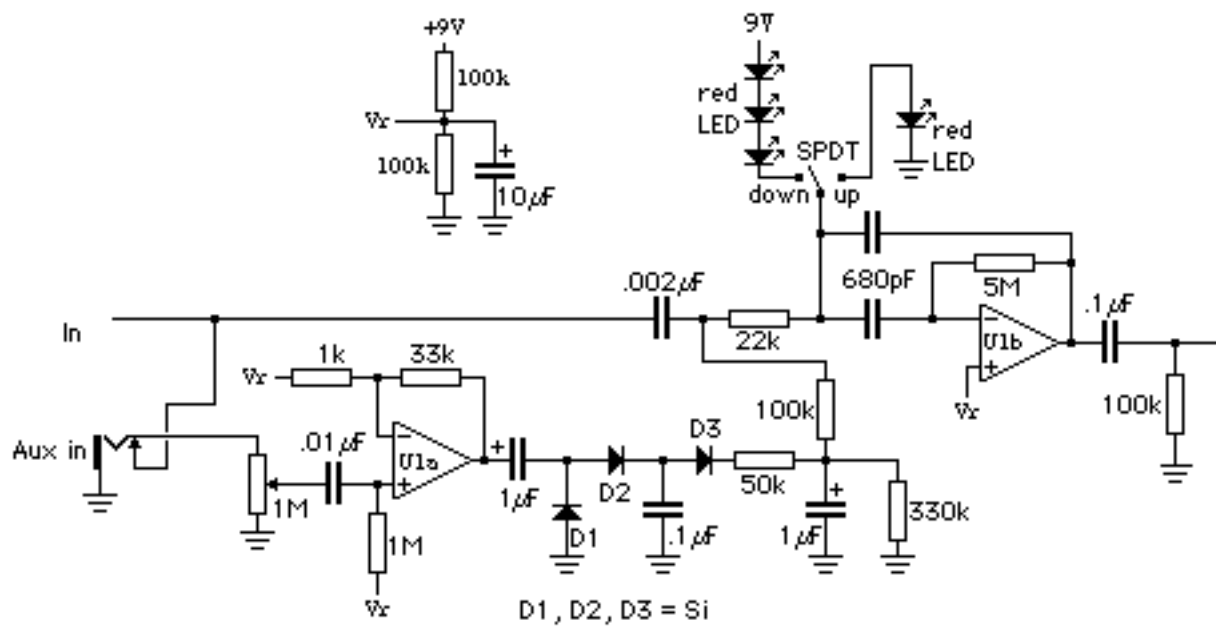 +9V
100k
Vr
100k
+
10µF
9V
red
LED
SPDT
red
LED
down
up
.002µF
680pF
5M
.1µF
In
22k
−
U1b
+
Vr
100k
1k
33k
Vr
100k
Aux in
.01µF
−
U1a
+
+
1µF
D3
D2
50k
+
1M
D1
.1µF
1µF
330k
1M
Vr
D1, D2, D3 = Si